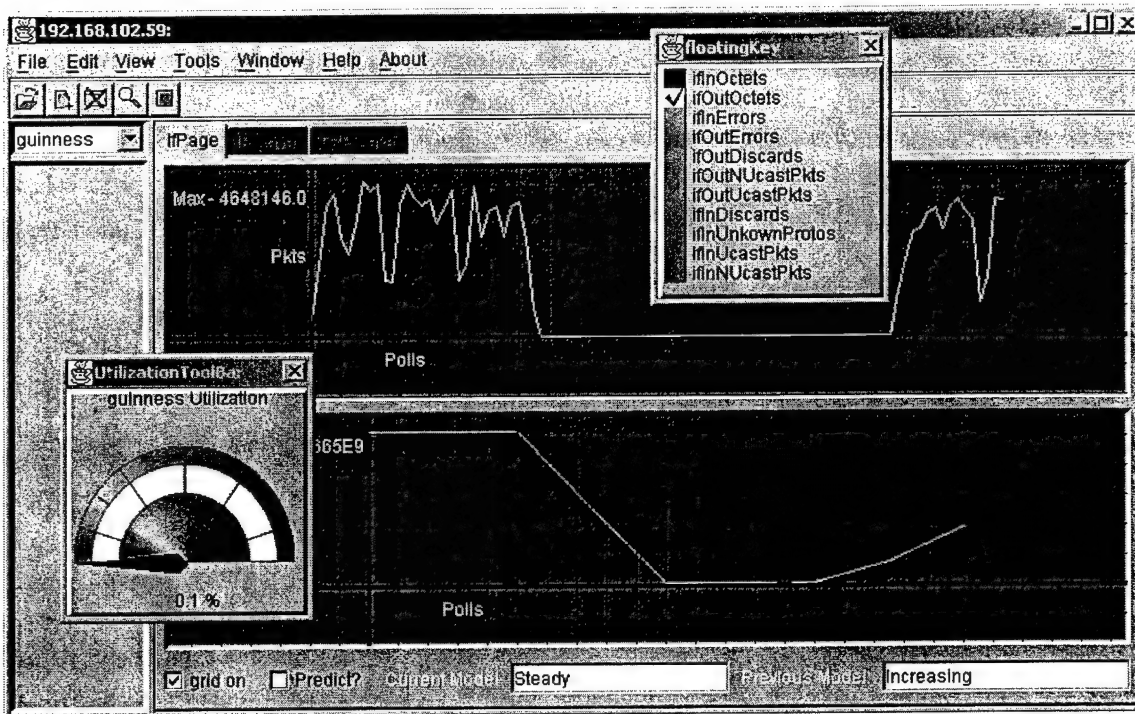 192.168.102.59:
File Edit View Tools Window Help About
guinness
IfPage
Max - 4648146.0
Pkts
Polls
floatingKey
ifInOctets
ifOutOctets
ifInErrors
ifOutErrors
ifOutDiscards
ifOutNUcastPkts
ifOutUcastPkts
ifInDiscards
ifInUnkownProtos
ifInUcastPkts
ifInNUcastPkts
UtilizationToolBar
guinness Utilization
0.1 %
665E9
Polls
grid on Predict? Current Model Steady Previous Model Increasing